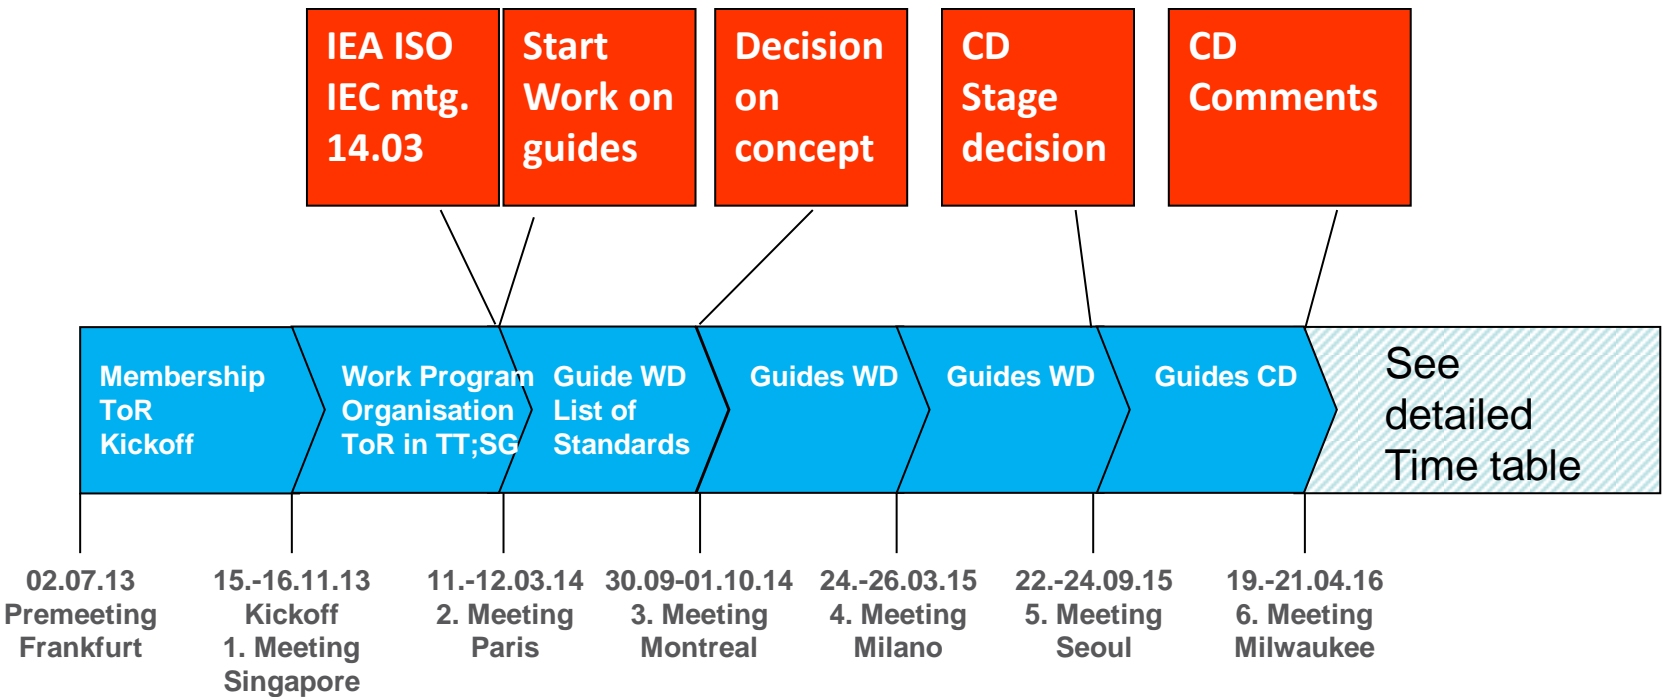 IEA ISO
IEC mtg.
14.03
Start
Work on
guides
Decision
on
concept
CD
Stage
decision
CD
Comments
Membership
ToR
Kickoff
Work Program
Organisation
ToR in TT;SG
Guide WD
List of
Standards
Guides WD
Guides WD
Guides CD
See
detailed
Time table
02.07.13
Premeeting
Frankfurt
15.-16.11.13
Kickoff
1. Meeting
Singapore
11.-12.03.14
2. Meeting
Paris
30.09-01.10.14
3. Meeting
Montreal
24.-26.03.15
4. Meeting
Milano
22.-24.09.15
5. Meeting
Seoul
19.-21.04.16
6. Meeting
Milwaukee